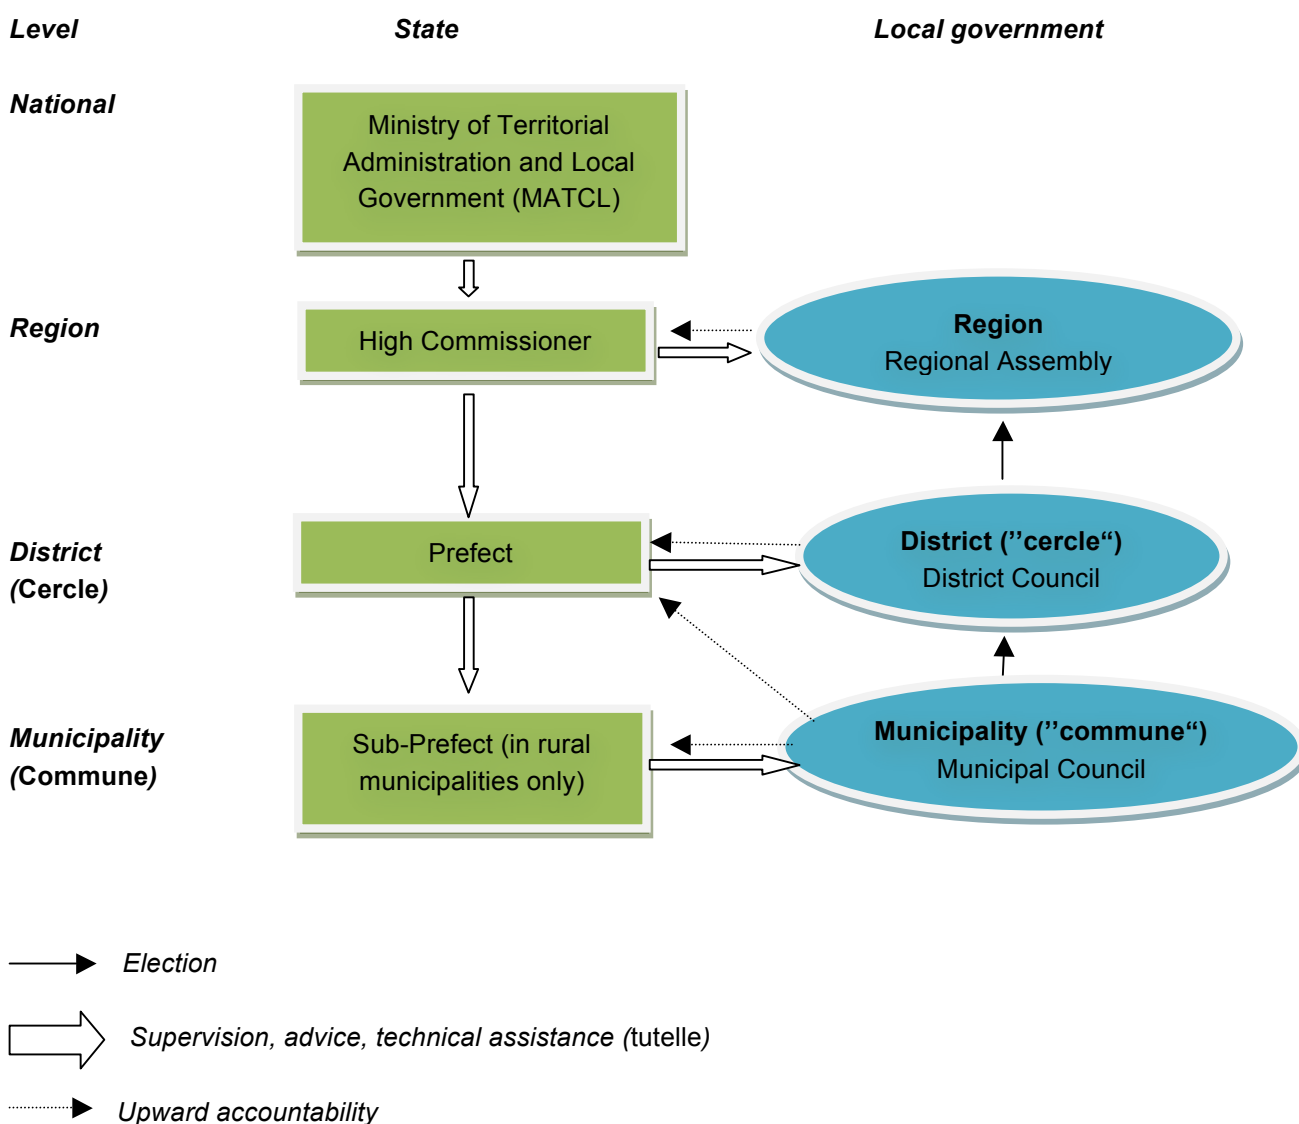 Level State Local government
National
Ministry of Territorial
Administration and Local
Government (MATCL)
Region
High Commissioner
Region
Regional Assembly
District
(Cercle)
Prefect
District (’’cercle“)
District Council
Municipality
(Commune)
Sub-Prefect (in rural
municipalities only)
Municipality (’’commune“)
Municipal Council
Election
Supervision, advice, technical assistance (tutelle)
Upward accountability